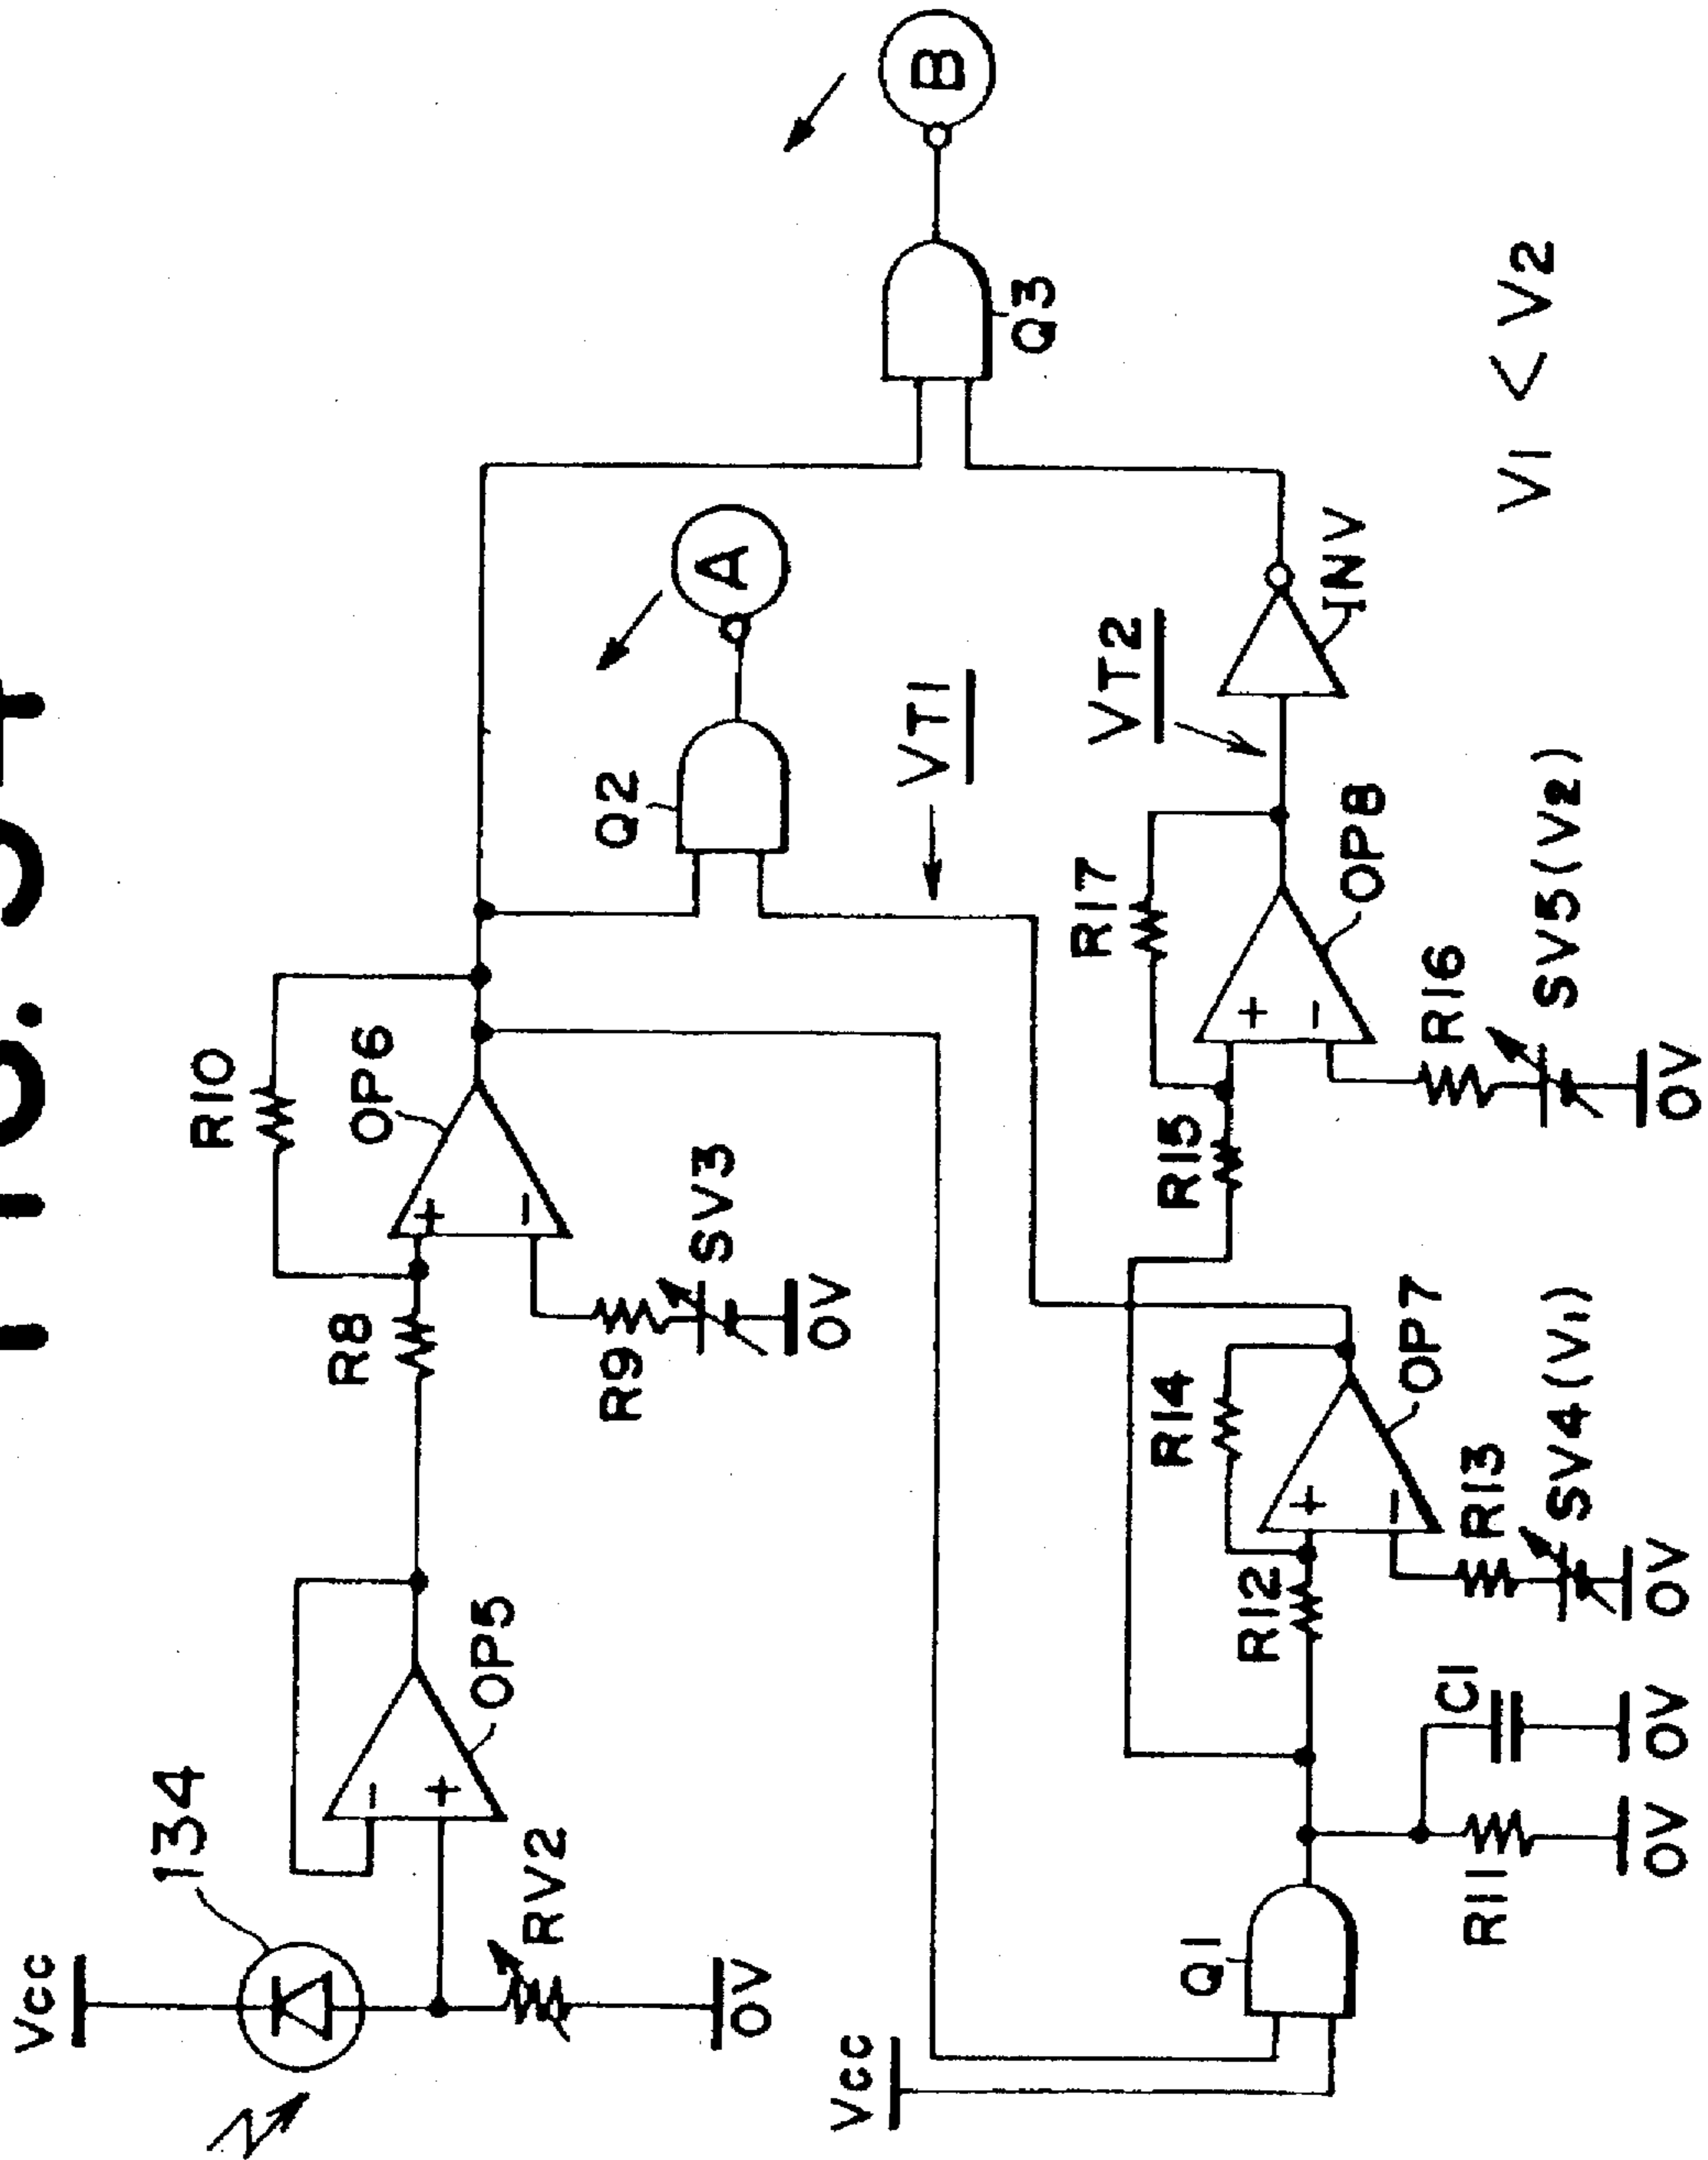 Vcc
134
RV2
0V
OP5
-
+
R8
R10
OP6
+
-
R9
SV3
0V
Q2
A
B
Q3
VT1
Vcc
Q1
R11
0V
C1
0V
R12
R14
+
-
OP7
R13
SV4(V1)
0V
R15
R17
+
-
OP8
R16
SV5(V2)
0V
VT2
INV
V1 < V2